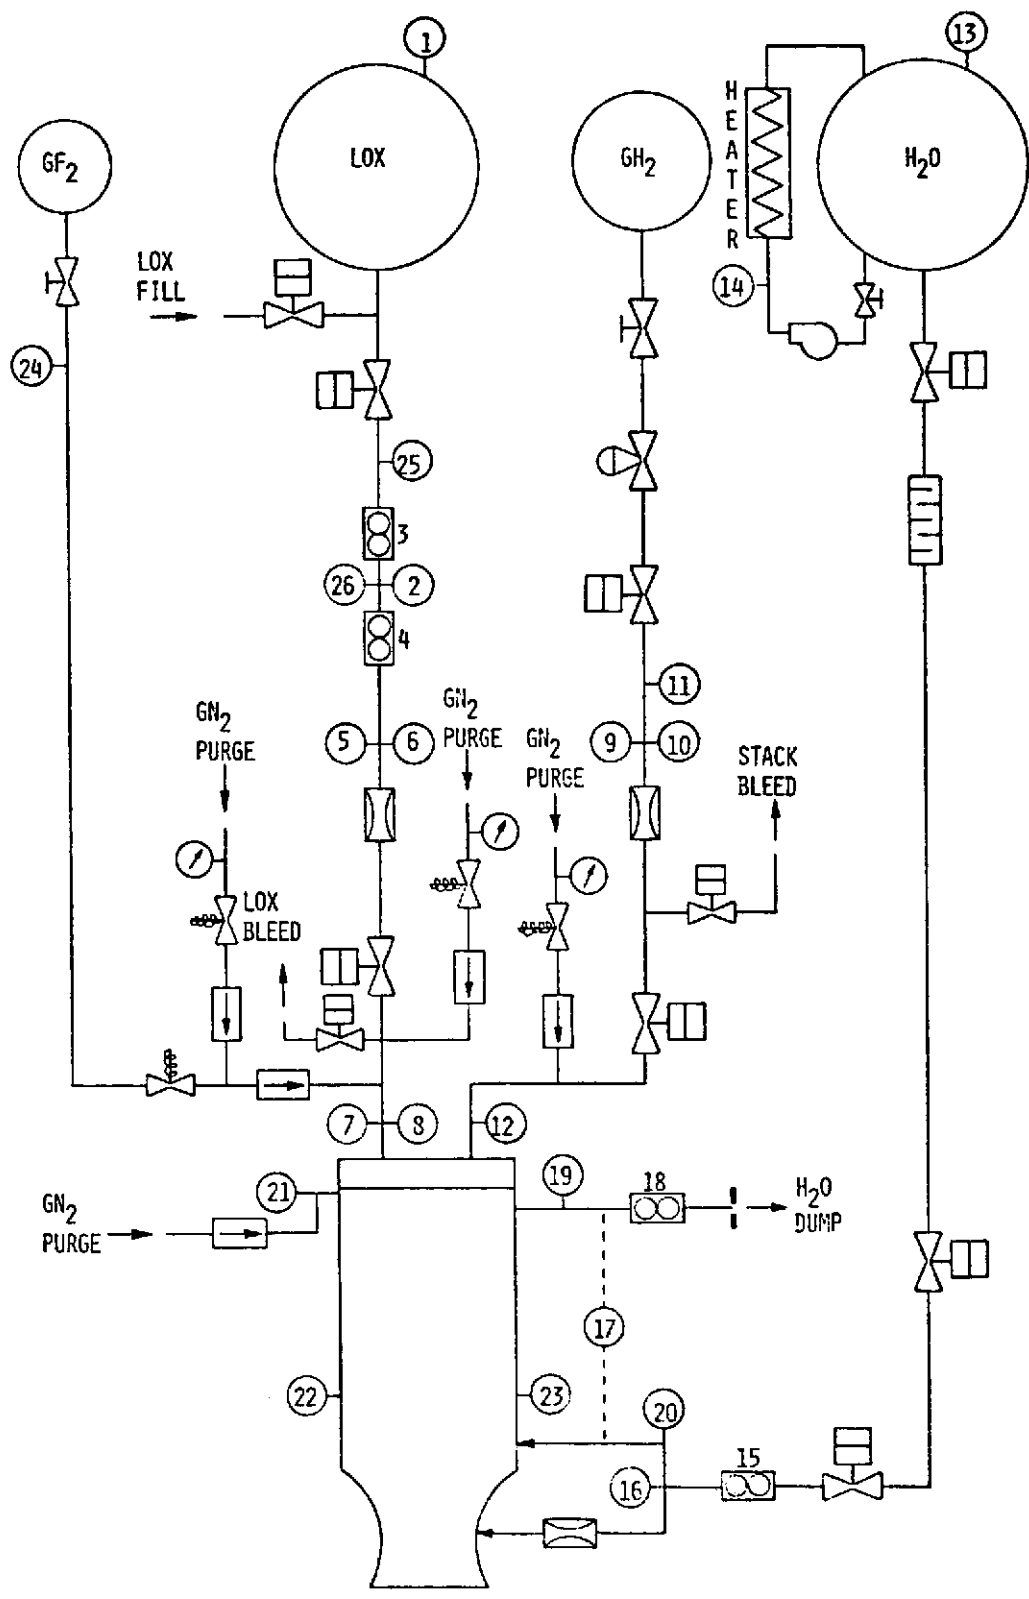 1
13
GF2
LOX
GH2
HEATER
H2O
LOX
FILL
14
24
25
3
26
2
4
11
GN2
PURGE
5
6
GN2
PURGE
GN2
PURGE
9
10
STACK
BLEED
LOX
BLEED
7
8
12
21
19
18
H2O
DUMP
GN2
PURGE
17
22
23
20
16
15